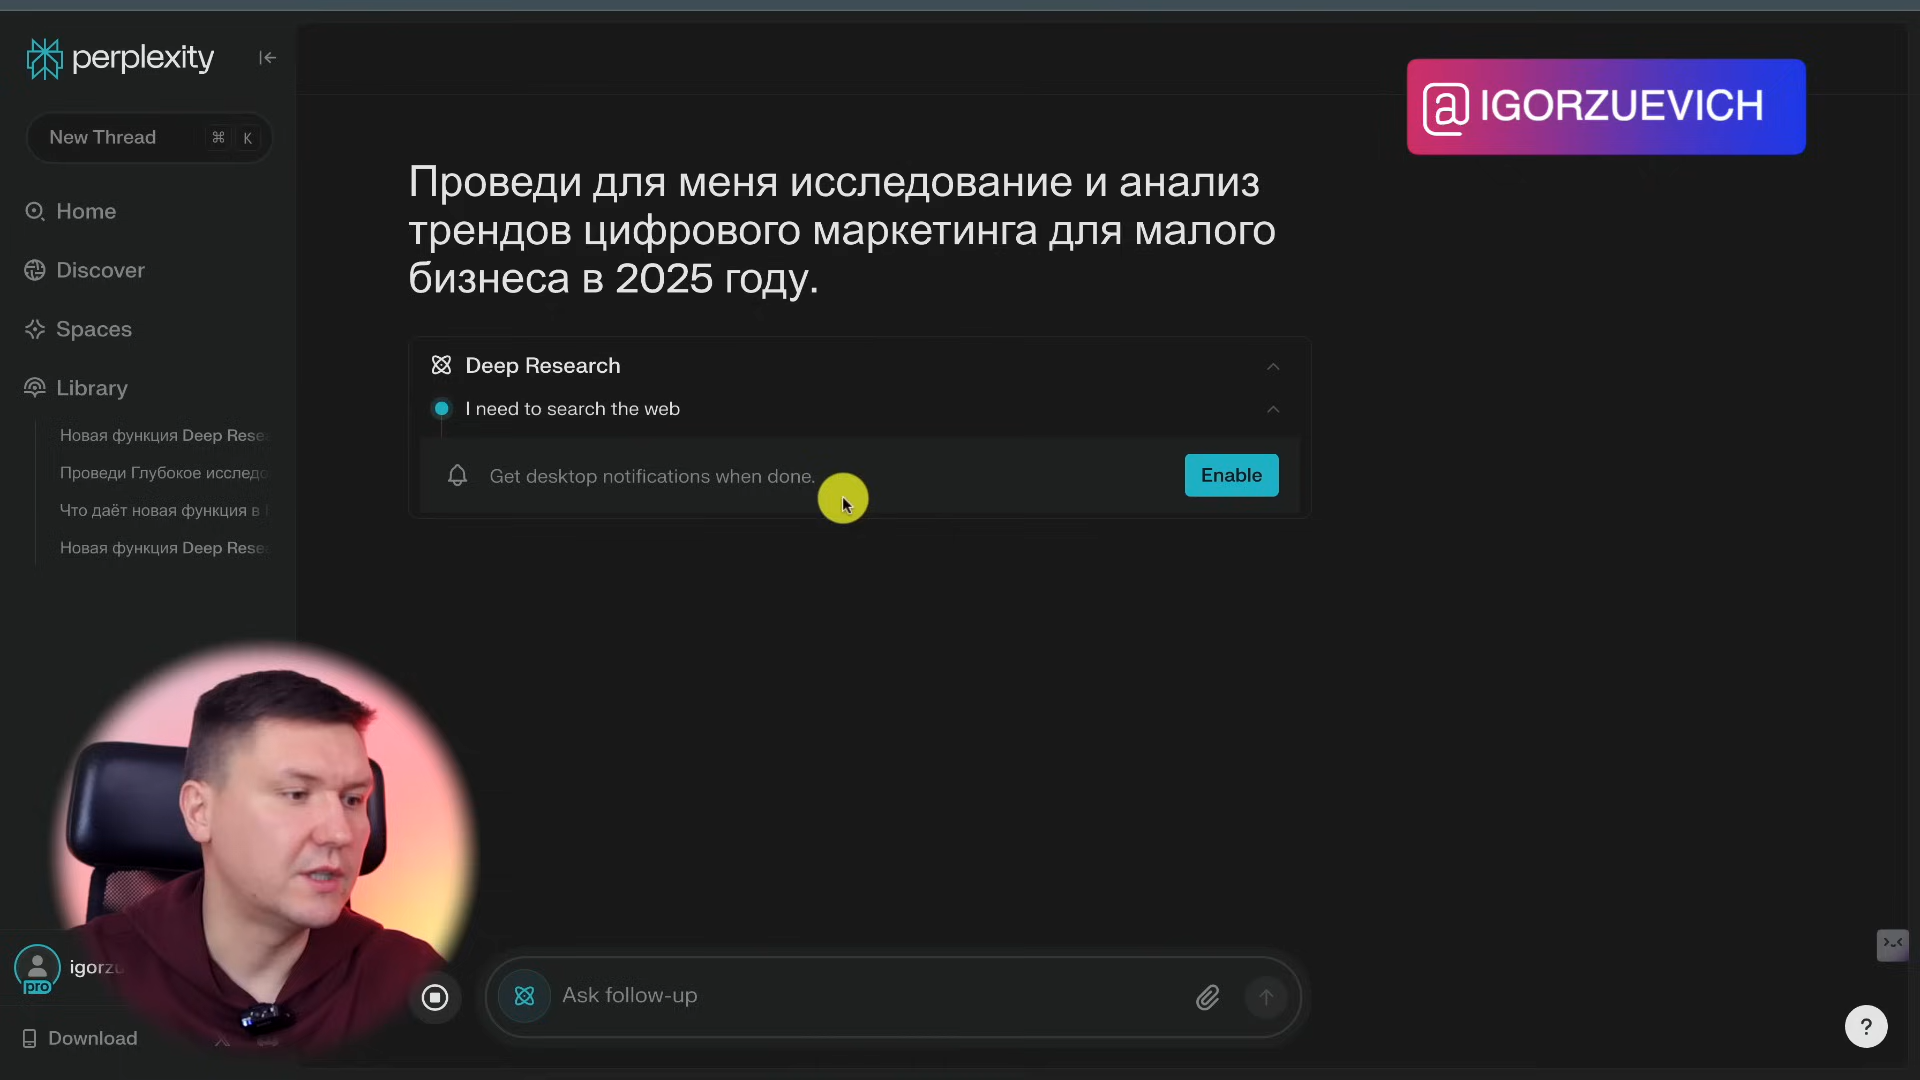 perplexity
New Thread ⌘ K
Home
Discover
Spaces
Library
Новая функция Deep Rese
Проведи Глубокое исслед
Что даёт новая функция в
Новая функция Deep Rese
pro
igorzu
Download
@IGORZUEVICH
Проведи для меня исследование и анализ
трендов цифрового маркетинга для малого
бизнеса в 2025 году.
Deep Research
I need to search the web
Get desktop notifications when done.
Enable
Ask follow-up
?